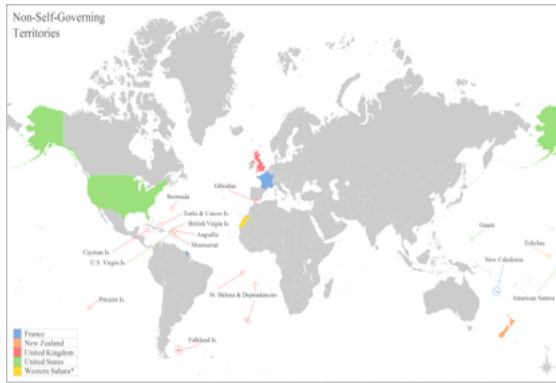 Non-Self-Governing
Territories
Bermuda
Gibraltar
Turks & Caicos Is.
British Virgin Is.
Anguilla
Montserrat
Cayman Is.
U.S. Virgin Is.
Guam
Tokelau
New Caledonia
American Samoa
Pitcairn Is.
St. Helena & Dependencies
Falkland Is.
France
New Zealand
United Kingdom
United States
Western Sahara*